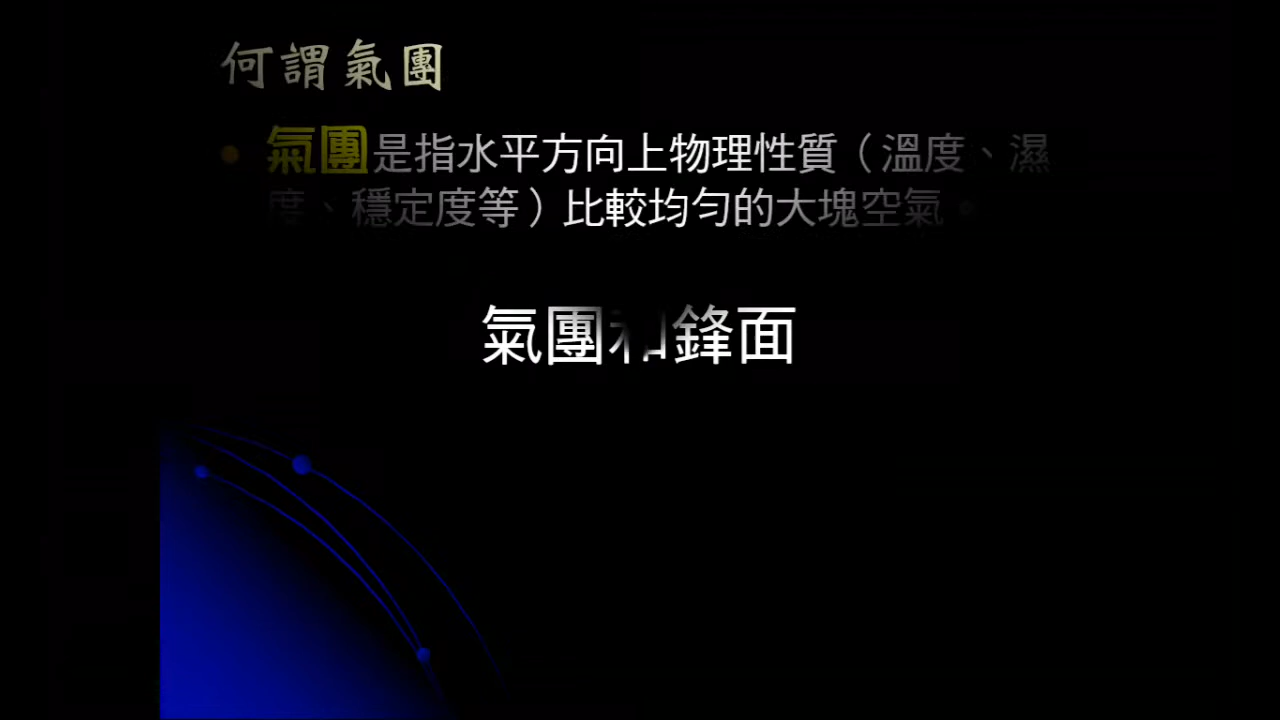 何謂氣團
氣團是指水平方向上物理性質（溫度、濕
度、穩定度等）比較均勻的大塊空氣。
氣團和鋒面